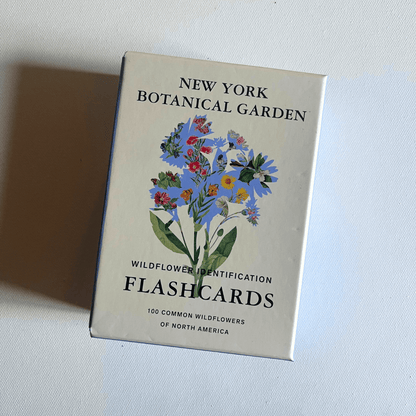 NEW YORK
BOTANICAL GARDEN
WILDFLOWER IDENTIFICATION
FLASHCARDS
100 COMMON WILDFLOWERS
OF NORTH AMERICA